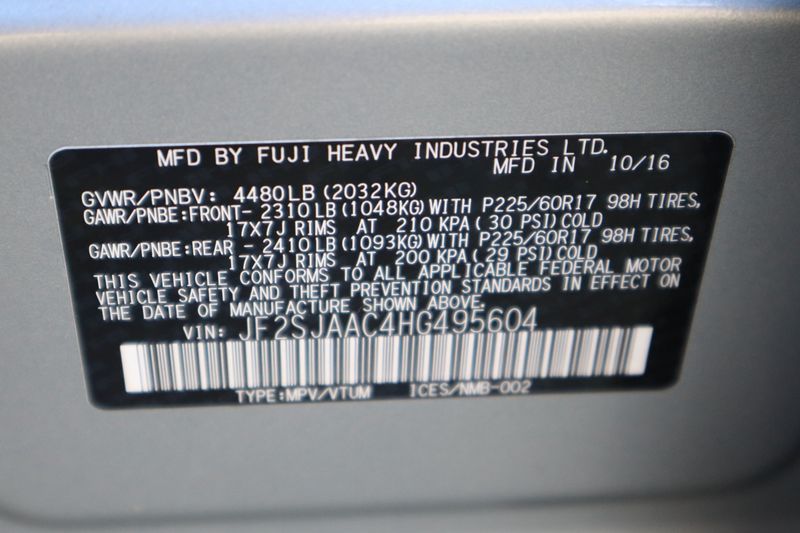 MFD BY FUJI HEAVY INDUSTRIES LTD.
MFD IN 10/16
GVWR/PNBV: 4480LB(2032KG)
GAWR/PNBE:FRONT- 2310LB(1048KG)WITH P225/60R17 98H TIRES,
17X7J RIMS AT 210 KPA( 30 PSI)COLD
GAWR/PNBE:REAR - 2410LB(1093KG)WITH P225/60R17 98H TIRES,
17X7J RIMS AT 200 KPA( 29 PSI)COLD
THIS VEHICLE CONFORMS TO ALL APPLICABLE FEDERAL MOTOR
VEHICLE SAFETY AND THEFT PREVENTION STANDARDS IN EFFECT ON
THE DATE OF MANUFACTURE SHOWN ABOVE.
VIN: JF2SJAAC4HG495604
TYPE:MPV/VTUM ICES/NMB-002